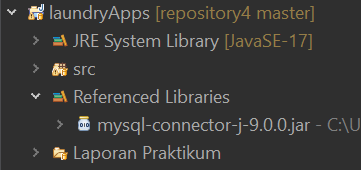 laundryApps [repository4 master]
JRE System Library [JavaSE-17]
src
Referenced Libraries
mysql-connector-j-9.0.0.jar - C:\U
Laporan Praktikum